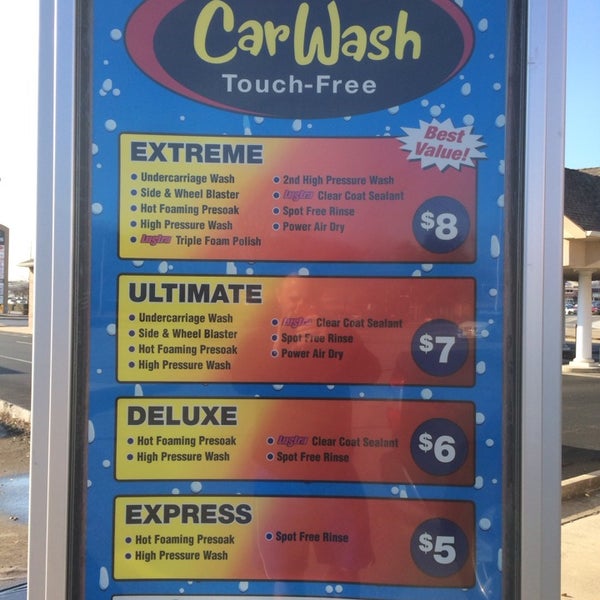 CarWash
Touch-Free
Best
Value!
EXTREME
Undercarriage Wash
Side & Wheel Blaster
Hot Foaming Presoak
High Pressure Wash
Lustra Triple Foam Polish
2nd High Pressure Wash
Lustra Clear Coat Sealant
Spot Free Rinse
Power Air Dry
$8
ULTIMATE
Undercarriage Wash
Side & Wheel Blaster
Hot Foaming Presoak
High Pressure Wash
Lustra Clear Coat Sealant
Spot Free Rinse
Power Air Dry
$7
DELUXE
Hot Foaming Presoak
High Pressure Wash
Lustra Clear Coat Sealant
Spot Free Rinse
$6
EXPRESS
Hot Foaming Presoak
High Pressure Wash
Spot Free Rinse
$5